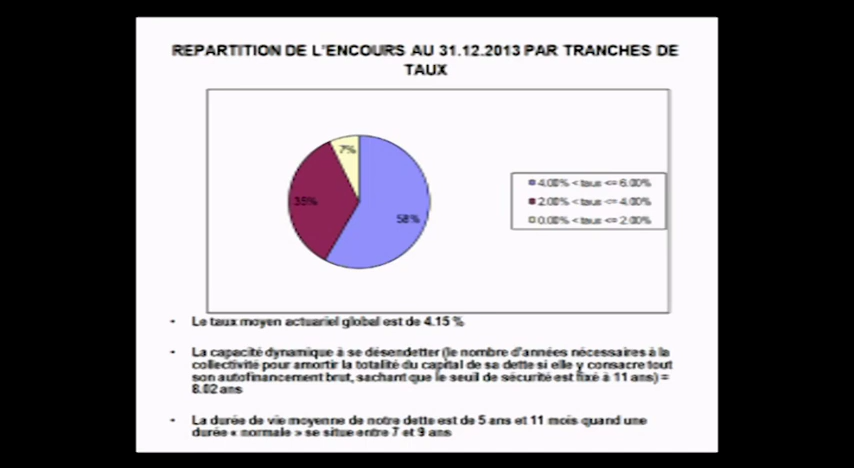 REPARTITION DE L'ENCOURS AU 31.12.2013 PAR TRANCHES DE
TAUX
7%
35%
58%
4.00% < taux <= 6.00%
2.00% < taux <= 4.00%
0.00% < taux <= 2.00%
• Le taux moyen actuariel global est de 4.15 %
• La capacité dynamique à se désendetter (le nombre d'années nécessaires à la
collectivité pour amortir la totalité du capital de sa dette si elle y consacre tout
son autofinancement brut, sachant que le seuil de sécurité est fixé à 11 ans) =
8.02 ans
• La durée de vie moyenne de notre dette est de 5 ans et 11 mois quand une
durée « normale » se situe entre 7 et 9 ans